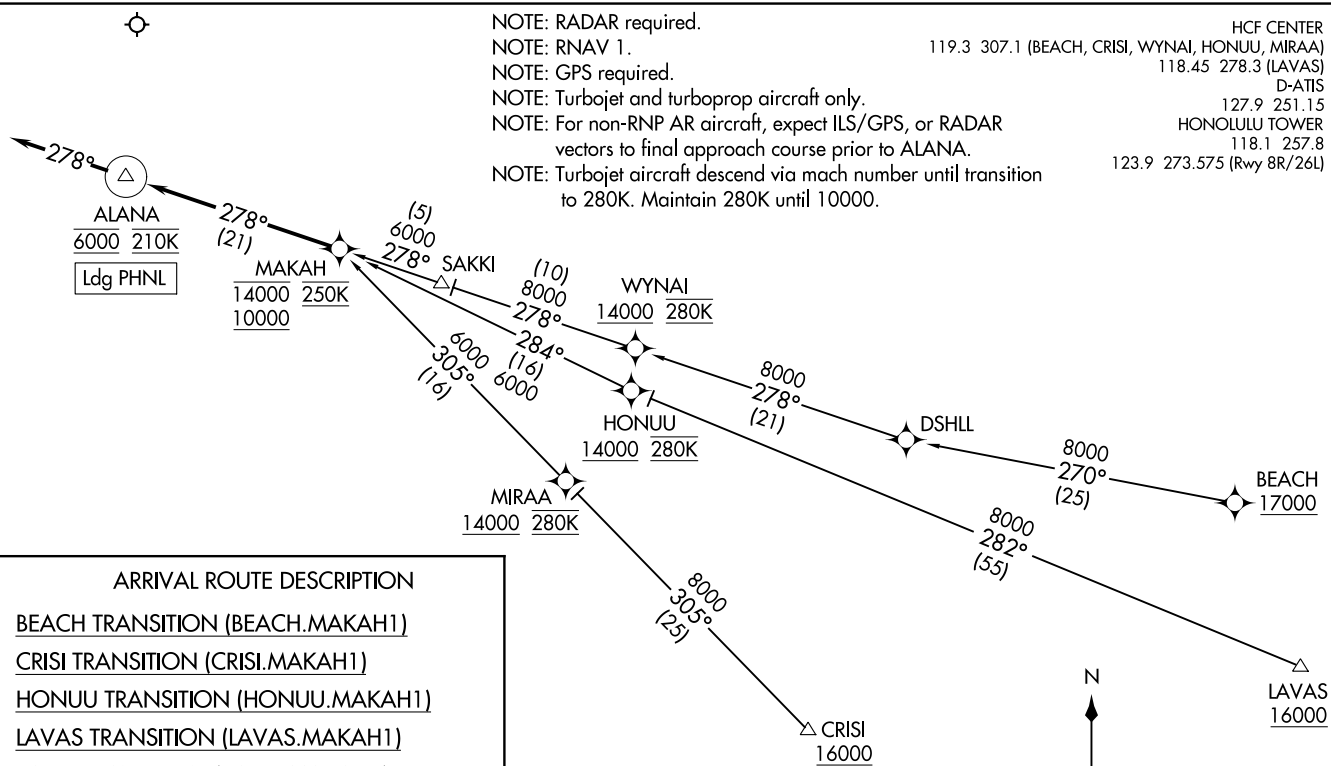 NOTE: RADAR required.
NOTE: RNAV 1.
NOTE: GPS required.
NOTE: Turbojet and turboprop aircraft only.
NOTE: For non-RNP AR aircraft, expect ILS/GPS, or RADAR
vectors to final approach course prior to ALANA.
NOTE: Turbojet aircraft descend via mach number until transition
to 280K. Maintain 280K until 10000.
HCF CENTER
119.3 307.1 (BEACH, CRISI, WYNAI, HONUU, MIRAA)
118.45 278.3 (LAVAS)
D-ATIS
127.9 251.15
HONOLULU TOWER
118.1 257.8
123.9 273.575 (Rwy 8R/26L)
278°
ALANA
6000 210K
Ldg PHNL
278°
(21)
MAKAH
14000 250K
10000
(5)
6000
278°
SAKKI
(10)
8000
278°
WYNAI
14000 280K
284°
(16)
6000
6000
305°
(16)
HONUU
14000 280K
8000
278°
(21)
DSHLL
8000
270°
(25)
BEACH
17000
MIRAA
14000 280K
8000
282°
(55)
LAVAS
16000
8000
305°
(25)
CRISI
16000
N
ARRIVAL ROUTE DESCRIPTION
BEACH TRANSITION (BEACH.MAKAH1)
CRISI TRANSITION (CRISI.MAKAH1)
HONUU TRANSITION (HONUU.MAKAH1)
LAVAS TRANSITION (LAVAS.MAKAH1)